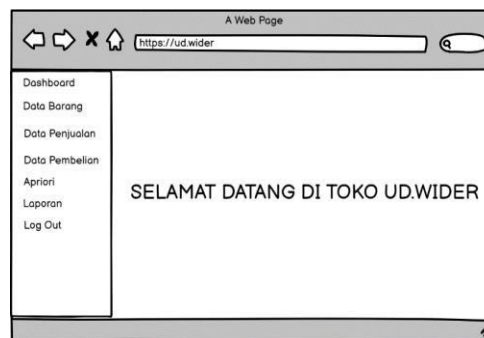 A Web Page
https://ud.wider
Dashboard
Data Barang
Data Penjualan
Data Pembelian
Apriori
Laporan
Log Out
SELAMAT DATANG DI TOKO UD.WIDER